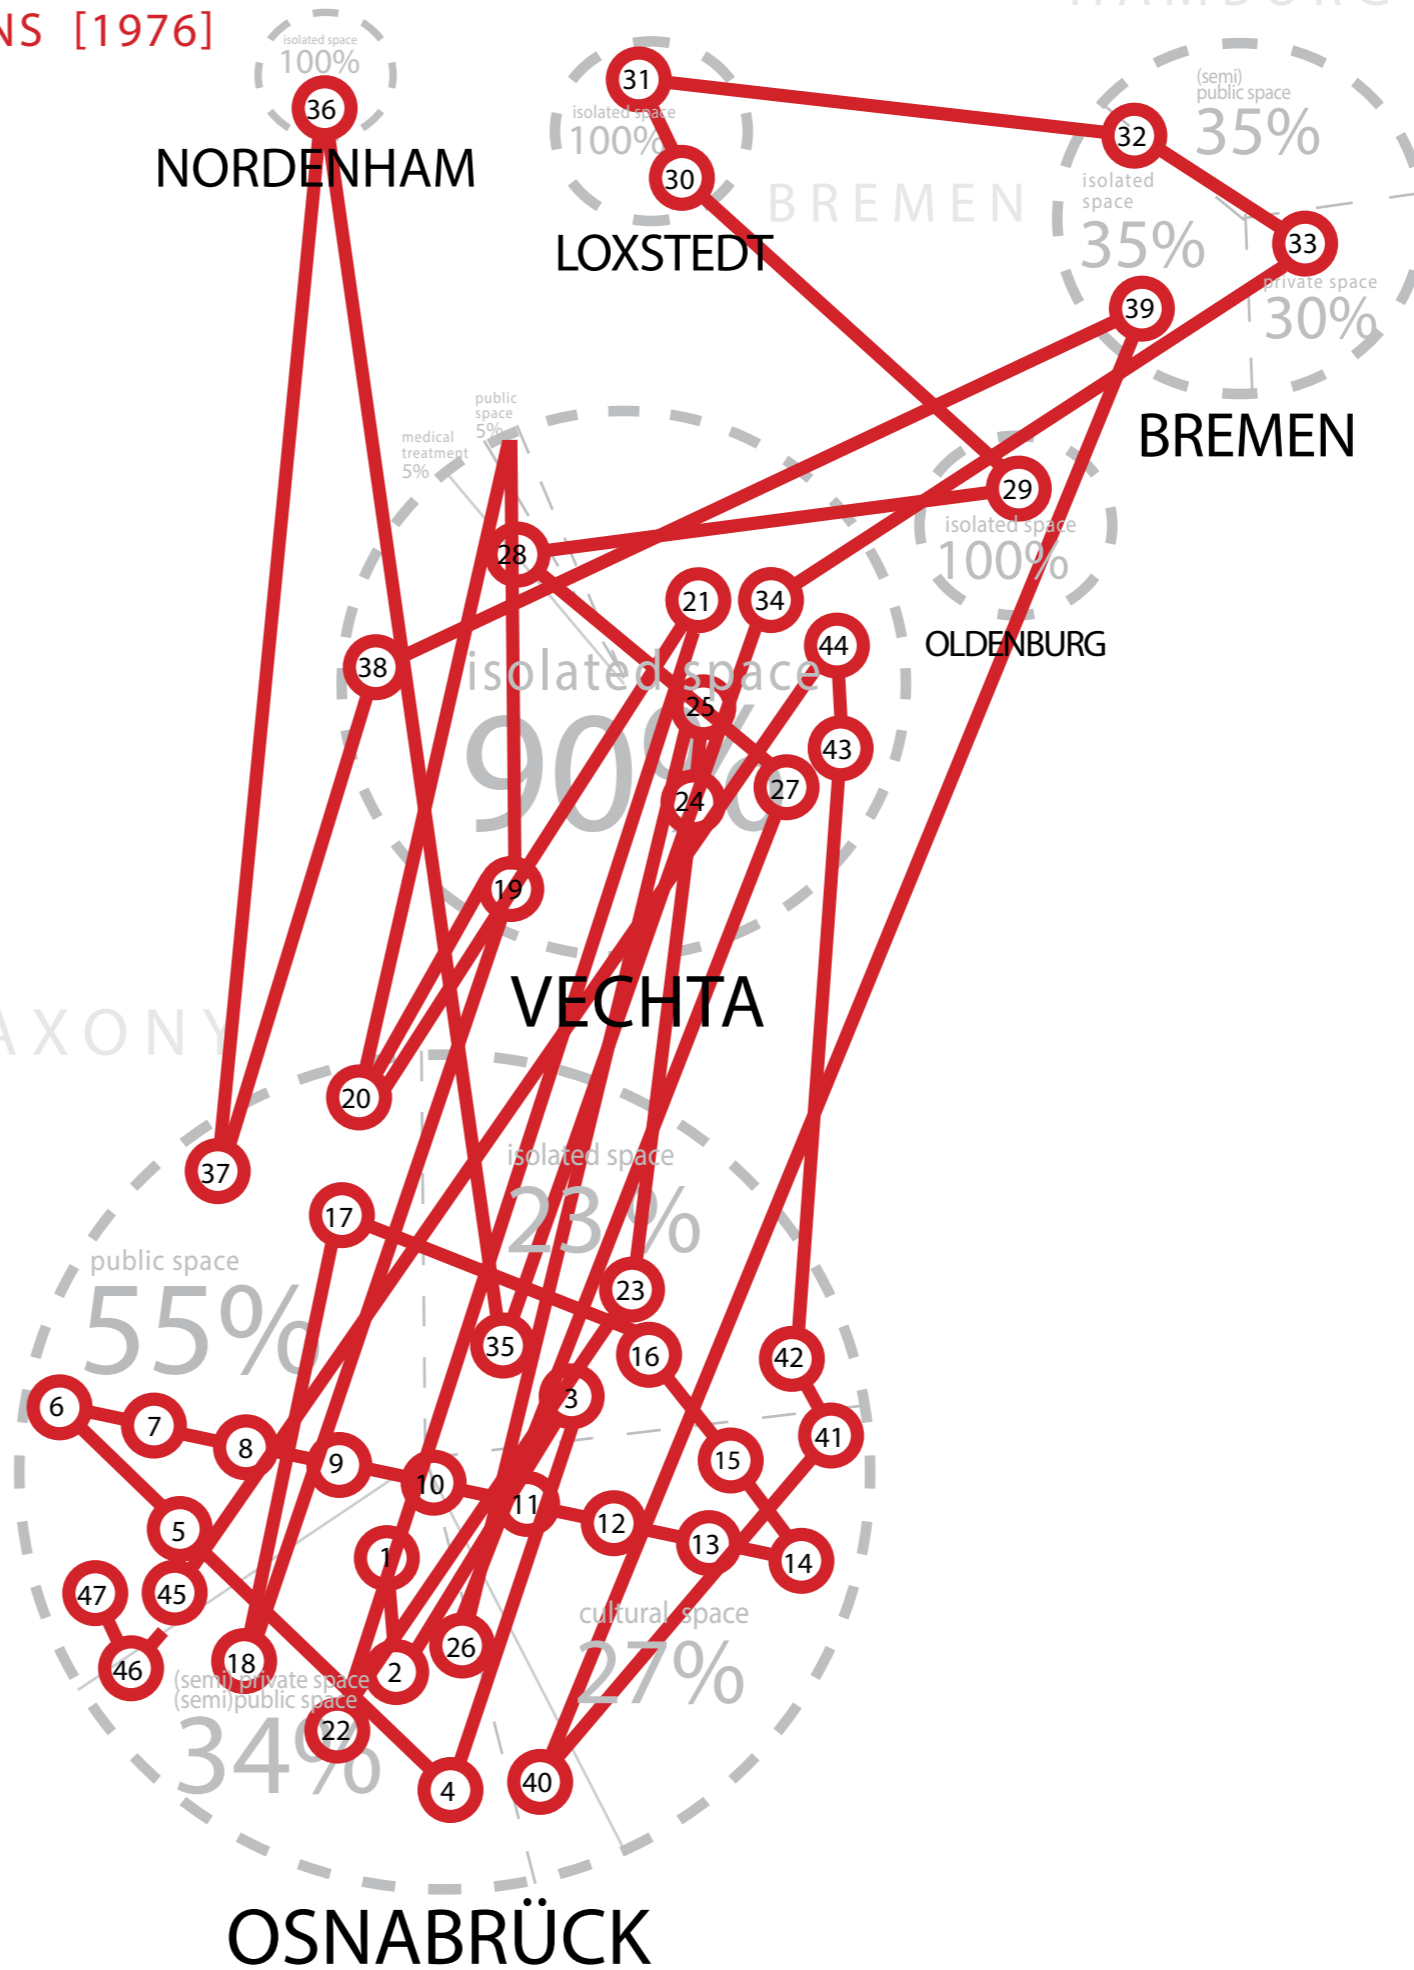 NS [1976]
HAMBURG
isolated space
100%
36
NORDENHAM
31
isolated space
100%
30
LOXSTEDT
BREMEN
(semi)
public space
35%
32
isolated
space
35%
33
39
private space
30%
BREMEN
public
space
5%
medical
treatment
5%
28
29
isolated space
100%
OLDENBURG
21
34
44
38
isolated space
90%
25
43
24
27
19
VECHTA
AXONY
20
37
isolated space
23 %
17
public space
55%
23
35
16
42
3
6
7
8
9
10
11
12
13
14
15
41
5
1
47
45
46
18
2
26
cultural space
27%
(semi) private space
(semi)public space
34%
22
4
40
OSNABRÜCK